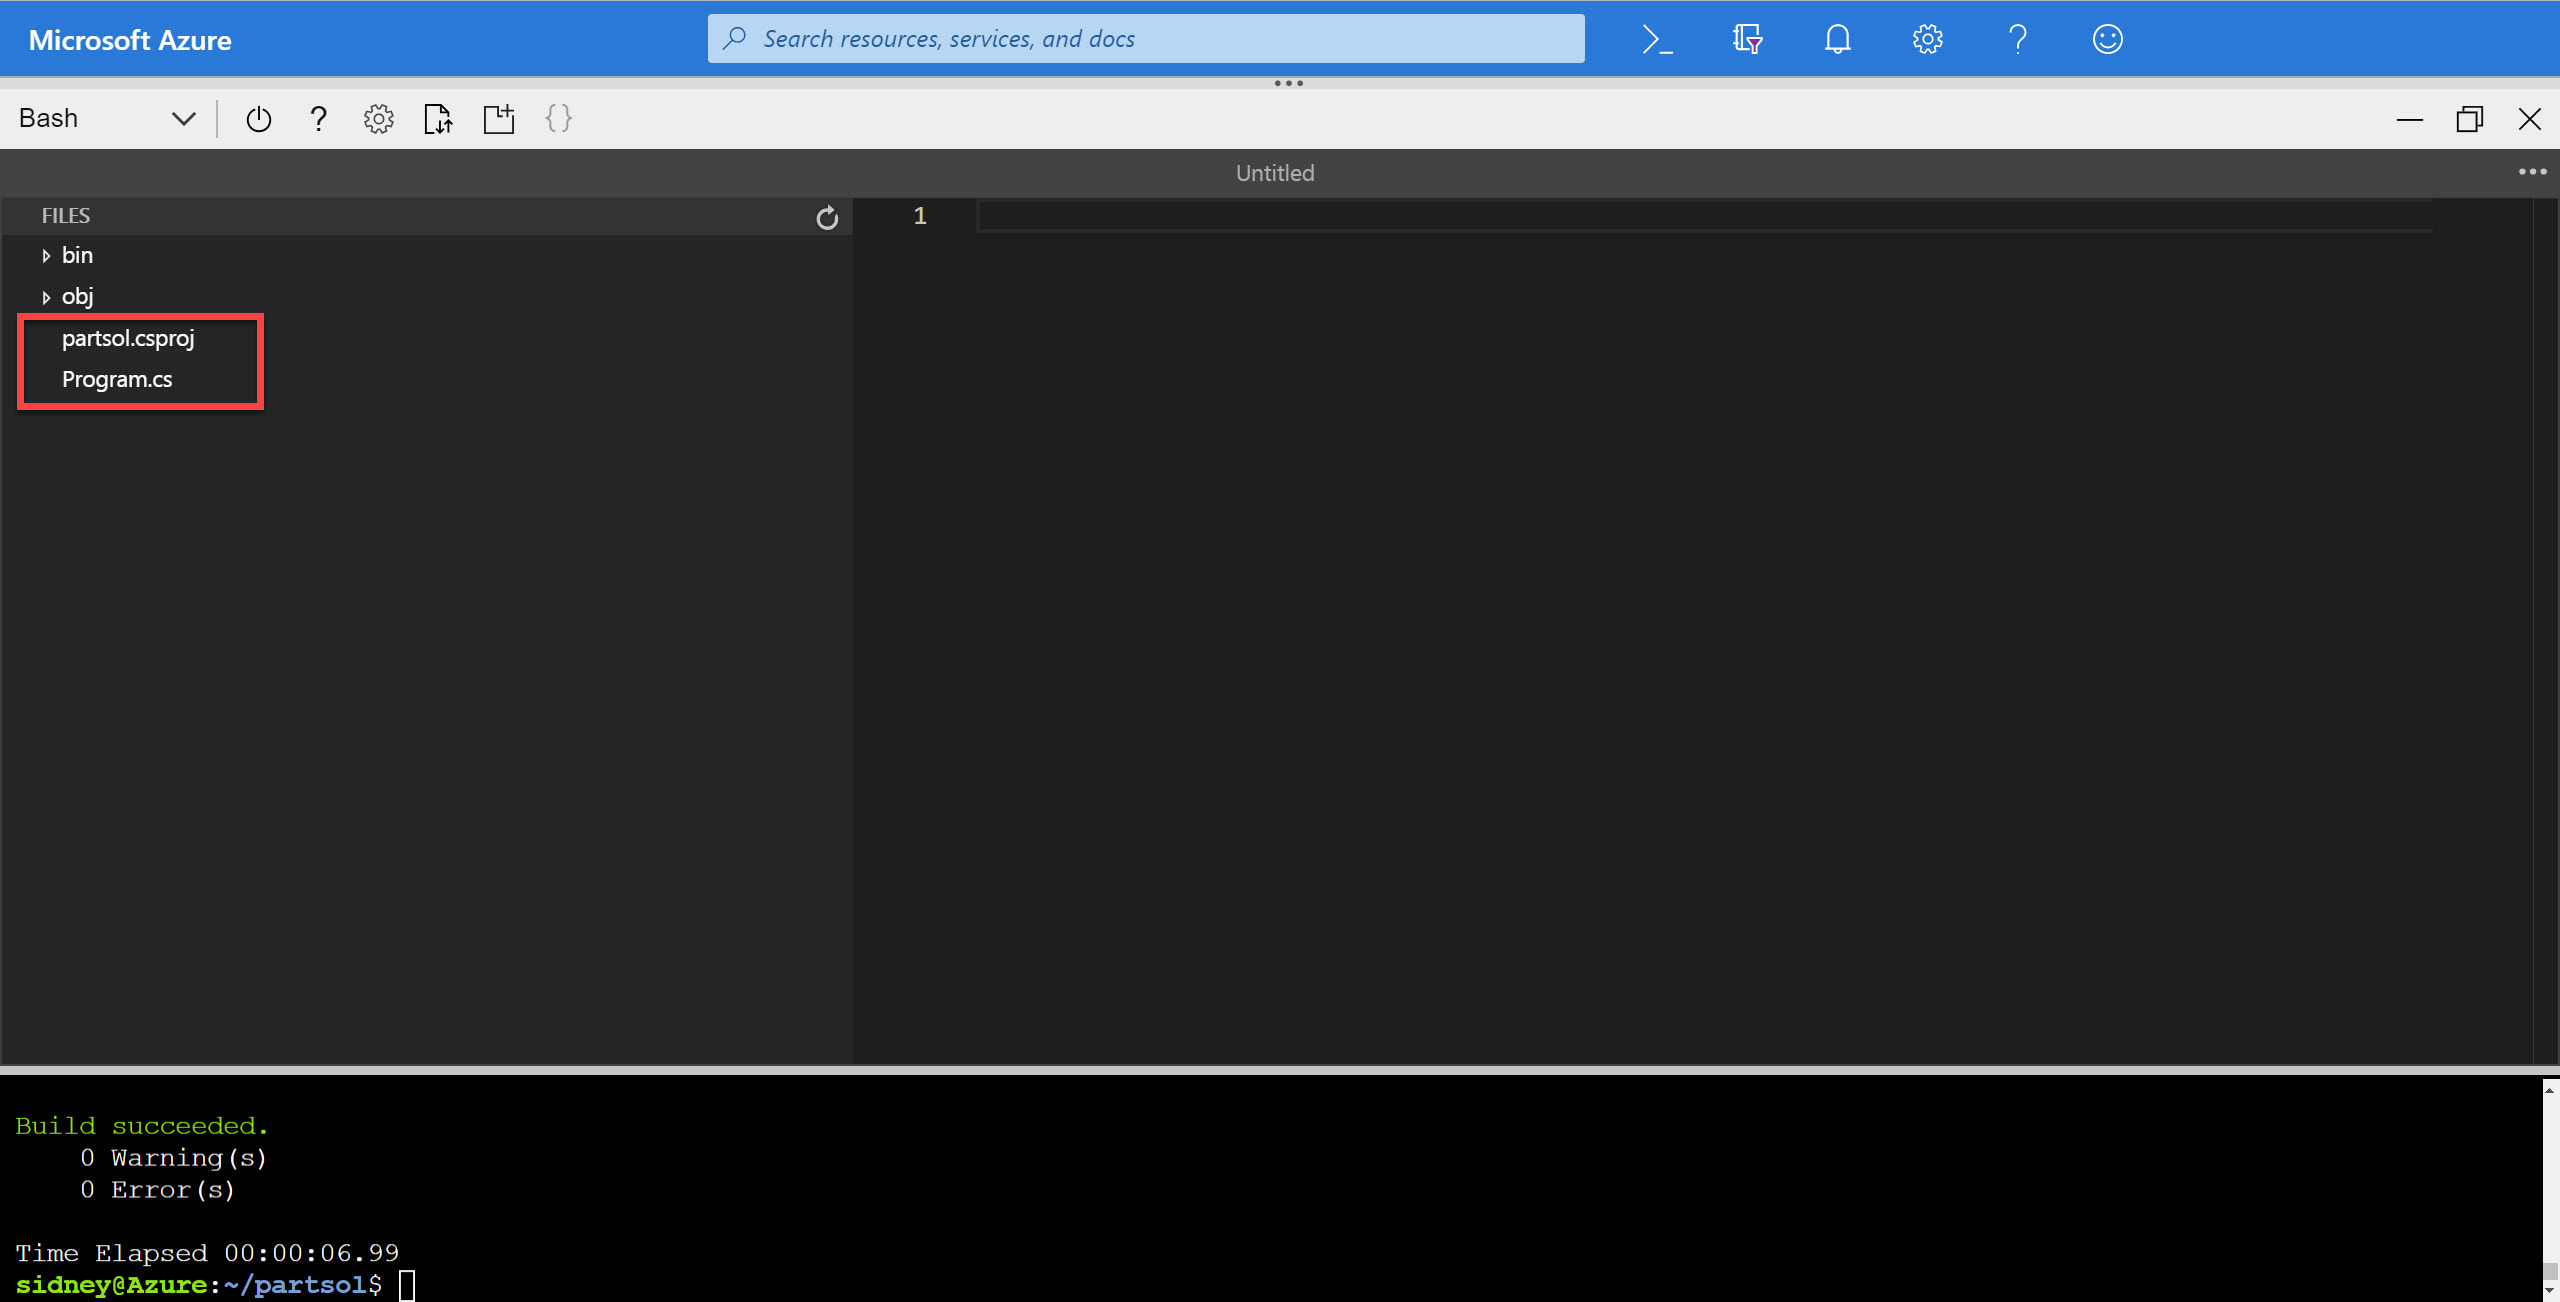 Microsoft Azure
Search resources, services, and docs
Bash
Untitled
FILES
1
bin
obj
partsol.csproj
Program.cs
Build succeeded.
0 Warning(s)
0 Error(s)
Time Elapsed 00:00:06.99
sidney@Azure:~/partsol$